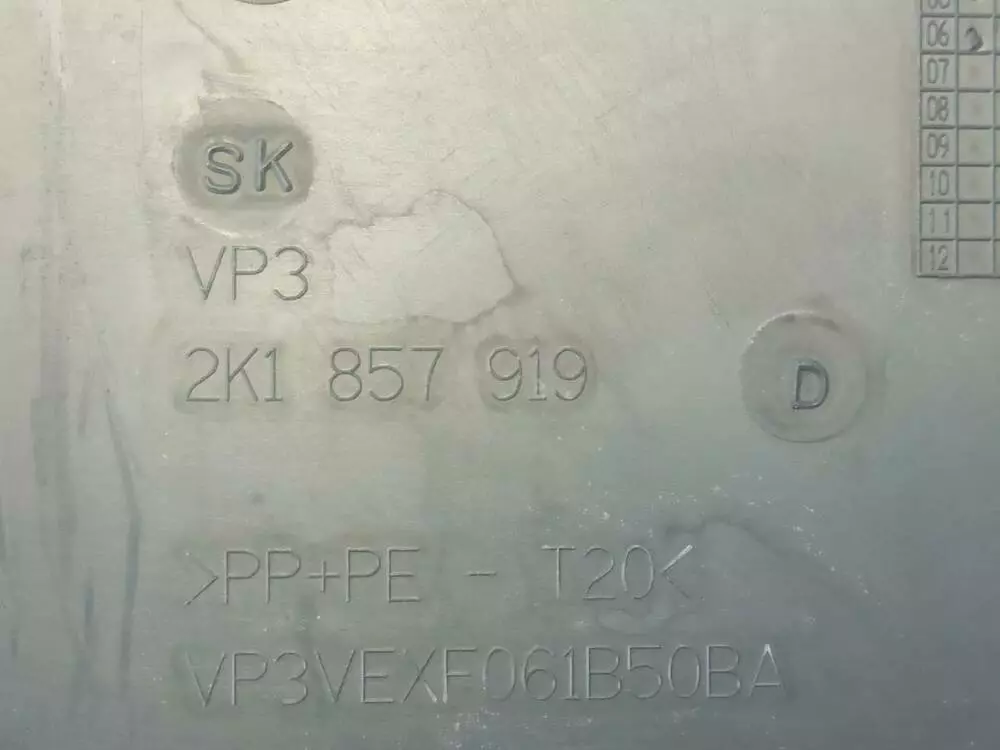 06
07
08
09
10
11
12
SK
VP3
2K1 857 919
D
>PP+PE - T20<
VP3VEXF061B50BA